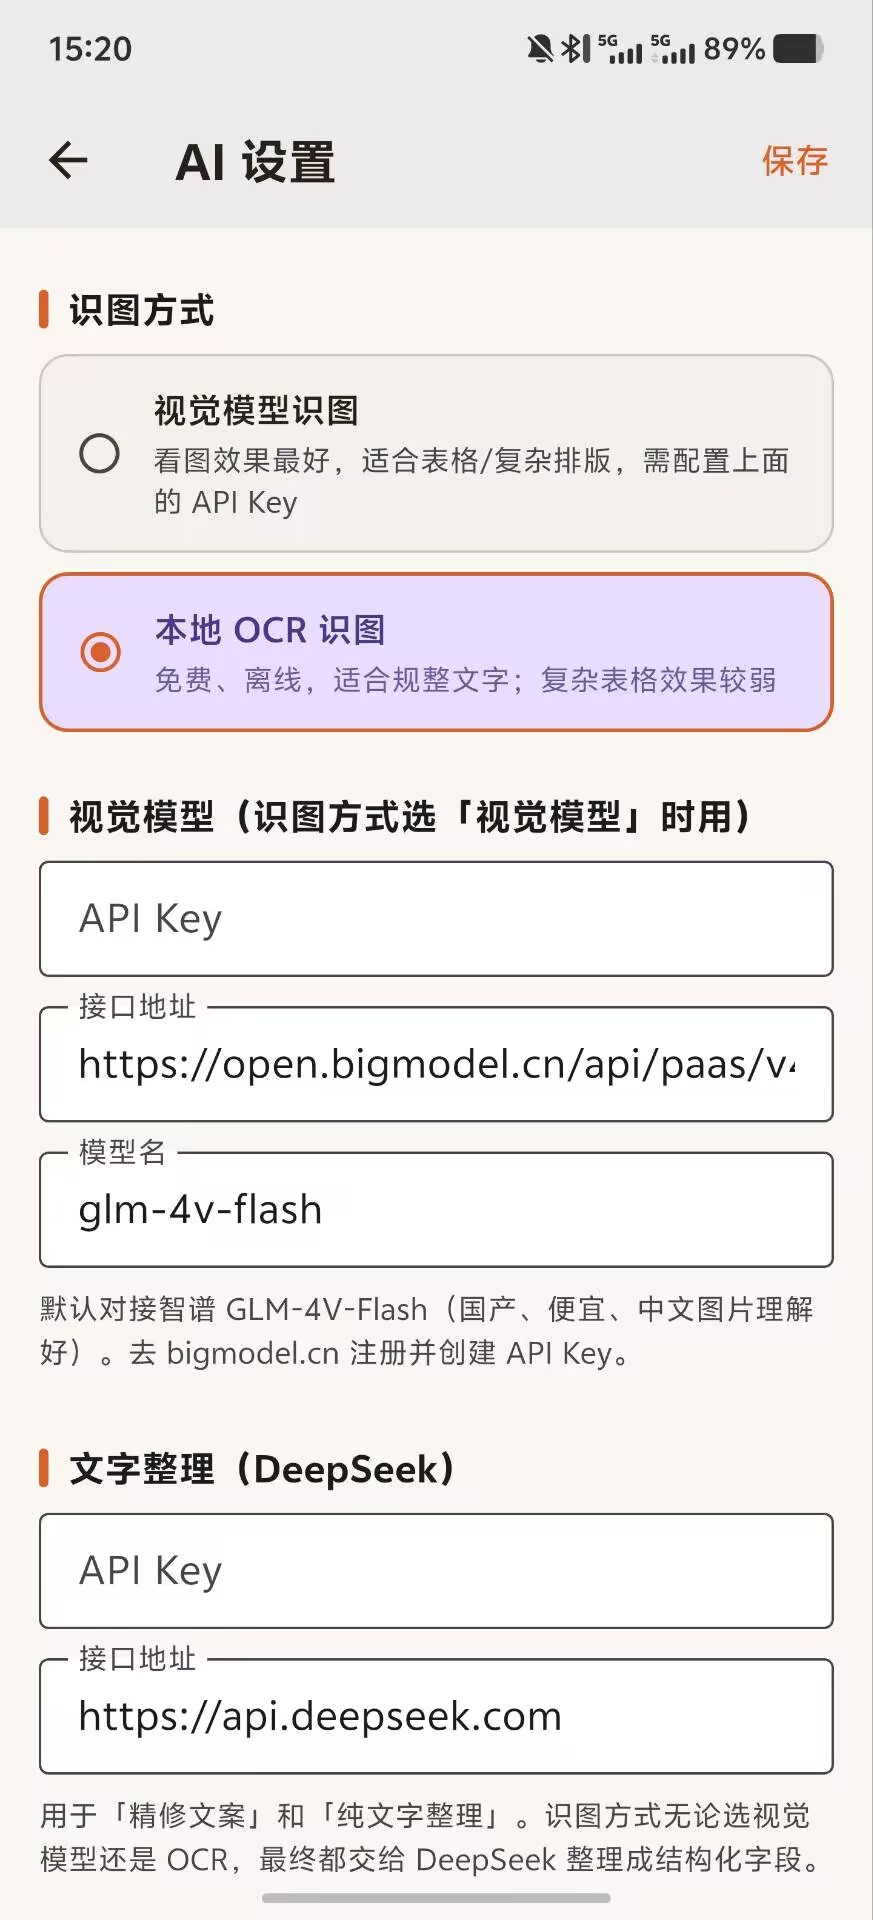 15:20
5G 5G 89%
AI 设置
保存
识图方式
视觉模型识图
看图效果最好，适合表格/复杂排版，需配置上面
的 API Key
本地 OCR 识图
免费、离线，适合规整文字；复杂表格效果较弱
视觉模型（识图方式选「视觉模型」时用）
API Key
接口地址
https://open.bigmodel.cn/api/paas/v4
模型名
glm-4v-flash
默认对接智谱 GLM-4V-Flash（国产、便宜、中文图片理解
好）。去 bigmodel.cn 注册并创建 API Key。
文字整理（DeepSeek）
API Key
接口地址
https://api.deepseek.com
用于「精修文案」和「纯文字整理」。识图方式无论选视觉
模型还是 OCR，最终都交给 DeepSeek 整理成结构化字段。